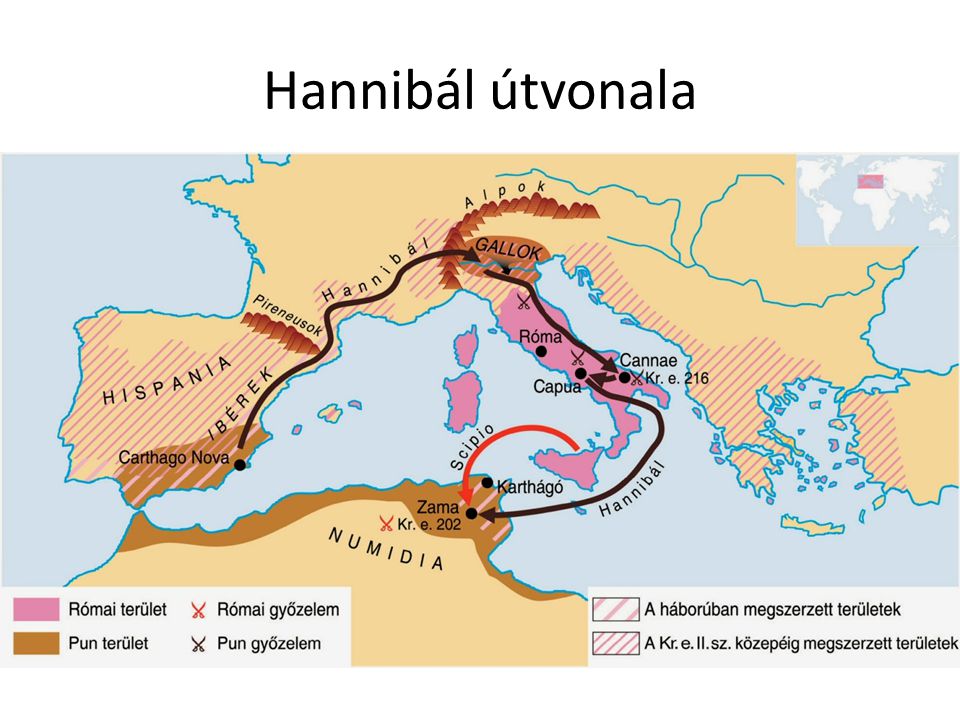 Hannibál útvonala
Alpok
GALLOK
Hannibál
Pireneusok
Róma
HISPANIA
Cannae
Kr. e. 216
Capua
IBÉREK
Carthago Nova
Scipio
Karthágó
Hannibál
Zama
Kr. e. 202
NUMIDIA
Római terület
Római győzelem
A háborúban megszerzett területek
Pun terület
Pun győzelem
A Kr. e. II. sz. közepéig megszerzett területek